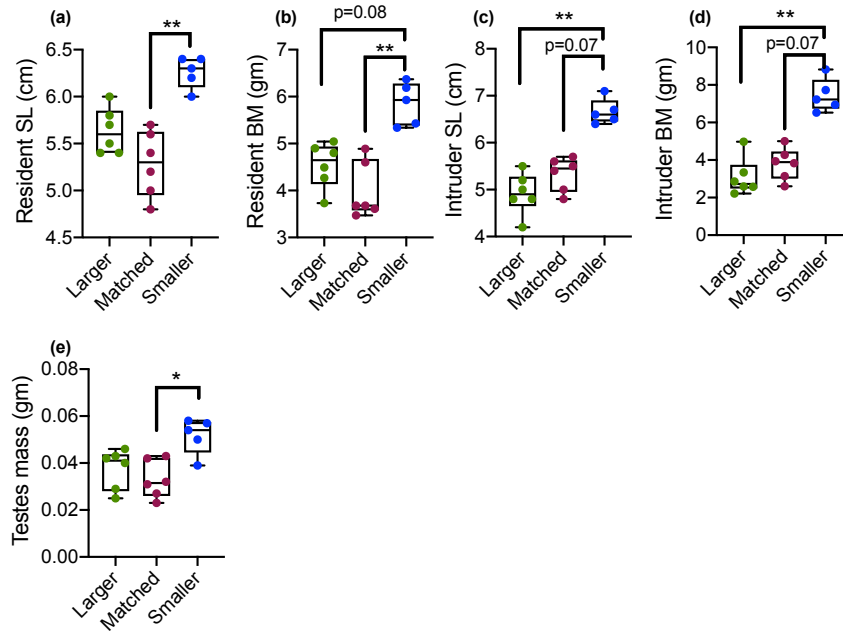 (a)
**
6.5
6.0
5.5
5.0
4.5
Resident SL (cm)
Larger
Matched
Smaller
(b)
p=0.08
**
7
6
5
4
3
Resident BM (gm)
Larger
Matched
Smaller
(c)
**
p=0.07
8
7
6
5
4
Intruder SL (cm)
Larger
Matched
Smaller
(d)
**
p=0.07
10
8
6
4
2
0
Intruder BM (gm)
Larger
Matched
Smaller
(e)
*
0.08
0.06
0.04
0.02
0.00
Testes mass (gm)
Larger
Matched
Smaller